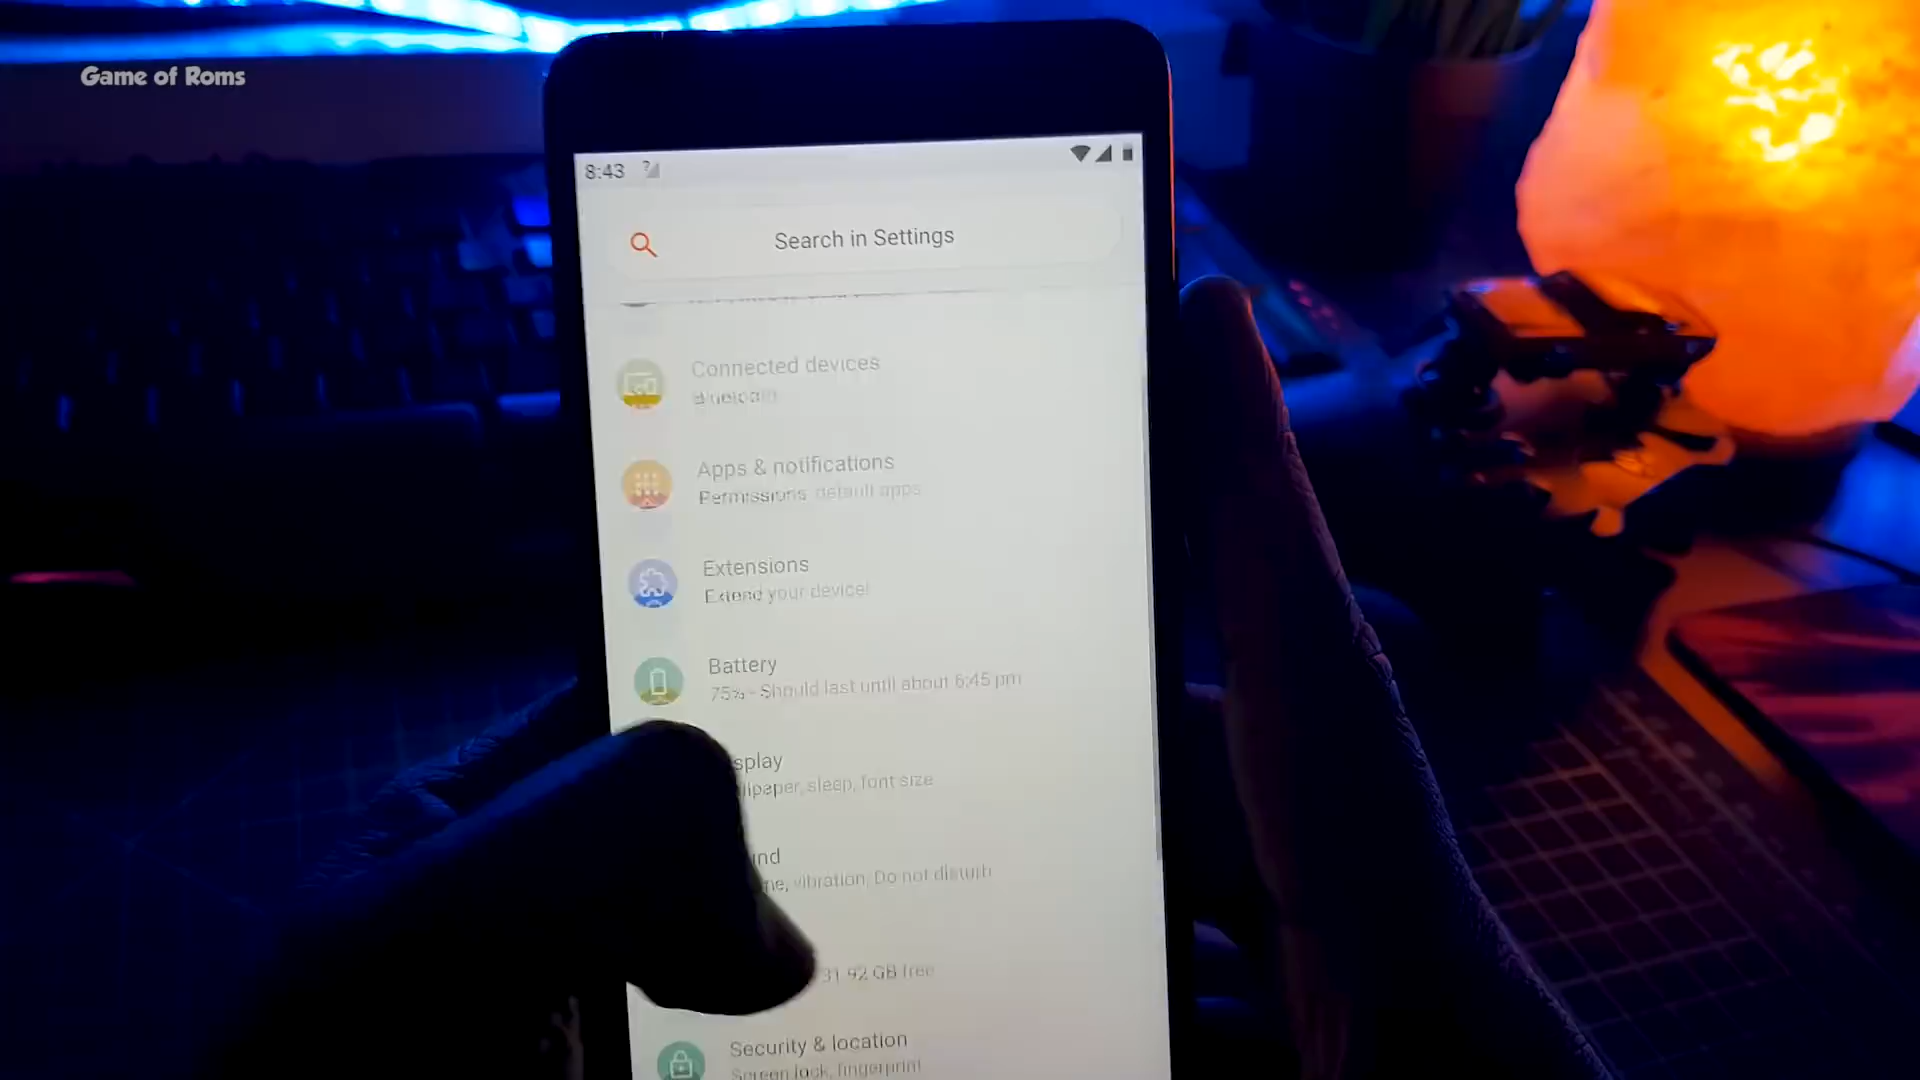 Game of Roms
8:43
Search in Settings
Connected devices
Bluetooth
Apps & notifications
Permissions, default apps
Extensions
Extend your device!
Battery
75% - Should last until about 6:45 pm
splay
llpaper, sleep, font size
nd
me, vibration, Do not disturb
31.92 GB free
Security & location
Screen lock, fingerprint